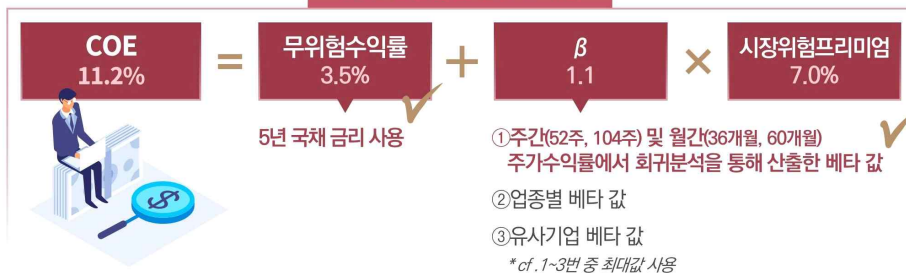 COE
11.2%
=
무위험수익률
3.5%
+
β
1.1
×
시장위험프리미엄
7.0%
5년 국채 금리 사용
①주간(52주, 104주) 및 월간(36개월, 60개월)
주가수익률에서 회귀분석을 통해 산출한 베타 값
②업종별 베타 값
③유사기업 베타 값
* cf .1~3번 중 최대값 사용
$